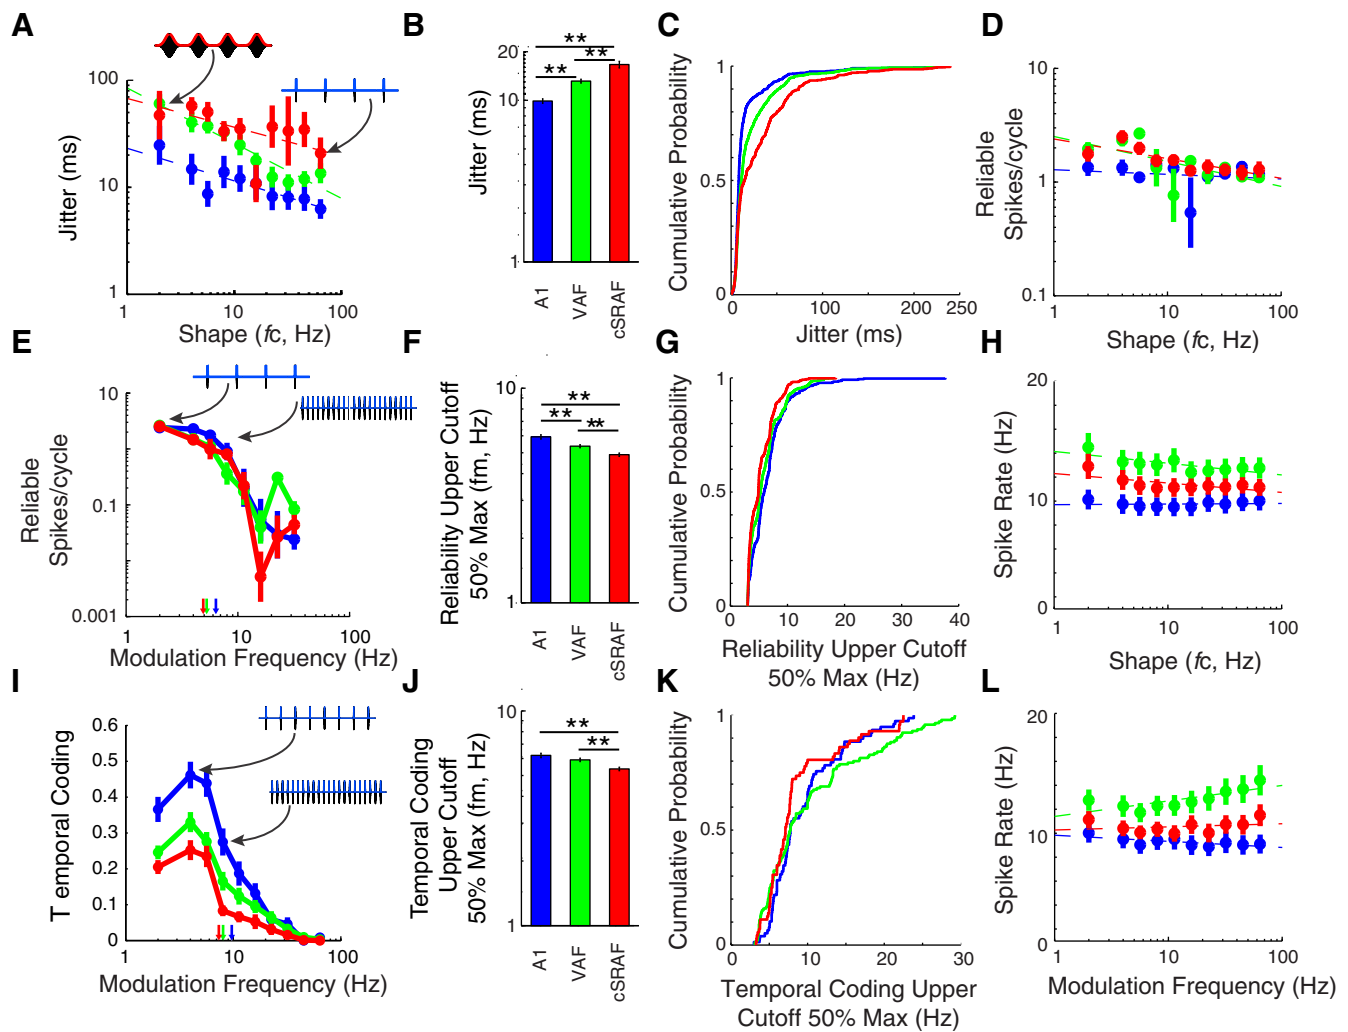 A
100
10
1
1
10
100
Jitter (ms)
Shape (fc, Hz)
B
20
10
1
Jitter (ms)
**
**
**
A1
VAF
cSRAF
C
1
0.5
0
0
100
200
250
Cumulative Probability
Jitter (ms)
D
10
1
0.1
1
10
100
Reliable
Spikes/cycle
Shape (fc, Hz)
E
10
1
0.1
0.001
1
10
100
Reliable
Spikes/cycle
Modulation Frequency (Hz)
F
10
1
Reliability Upper Cutoff
50% Max (fm, Hz)
**
**
**
A1
VAF
cSRAF
G
1
0.5
0
0
10
20
30
40
Cumulative Probability
Reliability Upper Cutoff
50% Max (Hz)
H
20
10
0
1
10
100
Spike Rate (Hz)
Shape (fc, Hz)
I
0.6
0.5
0.4
0.3
0.2
0.1
0
1
10
100
T emporal Coding
Modulation Frequency (Hz)
J
10
1
Temporal Coding
Upper Cutoff
50% Max (fm, Hz)
**
**
A1
VAF
cSRAF
K
1
0.5
0
0
10
20
30
Cumulative Probability
Temporal Coding Upper
Cutoff 50% Max (Hz)
L
20
10
0
1
10
100
Spike Rate (Hz)
Modulation Frequency (Hz)